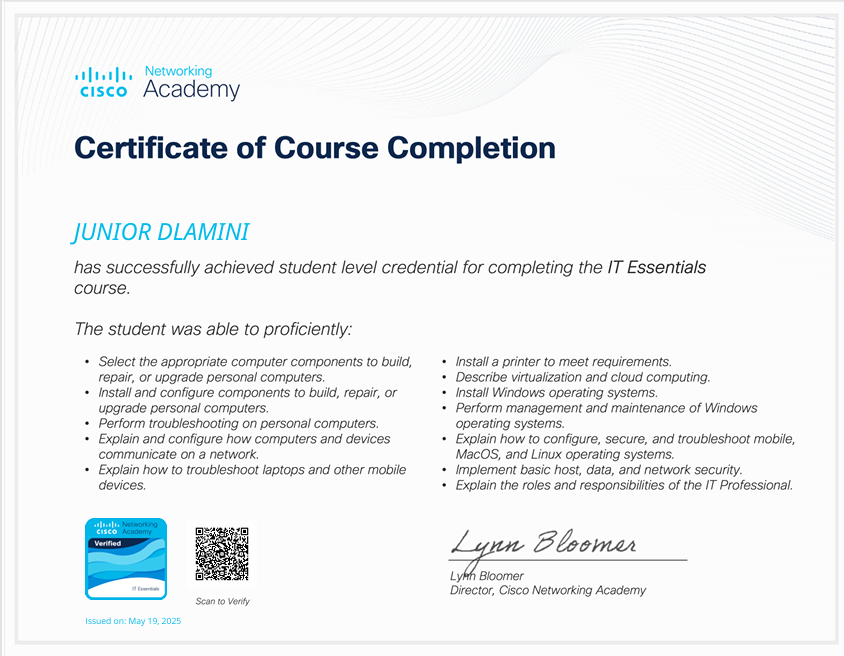 Networking
CISCO Academy
Certificate of Course Completion
JUNIOR DLAMINI
has successfully achieved student level credential for completing the IT Essentials
course.
The student was able to proficiently:
• Select the appropriate computer components to build,
repair, or upgrade personal computers.
• Install and configure components to build, repair, or
upgrade personal computers.
• Perform troubleshooting on personal computers.
• Explain and configure how computers and devices
communicate on a network.
• Explain how to troubleshoot laptops and other mobile
devices.
• Install a printer to meet requirements.
• Describe virtualization and cloud computing.
• Install Windows operating systems.
• Perform management and maintenance of Windows
operating systems.
• Explain how to configure, secure, and troubleshoot mobile,
MacOS, and Linux operating systems.
• Implement basic host, data, and network security.
• Explain the roles and responsibilities of the IT Professional.
Networking
CISCO Academy
Verified
IT Essentials
Scan to Verify
Issued on: May 19, 2025
Lynn Bloomer
Lynn Bloomer
Director, Cisco Networking Academy